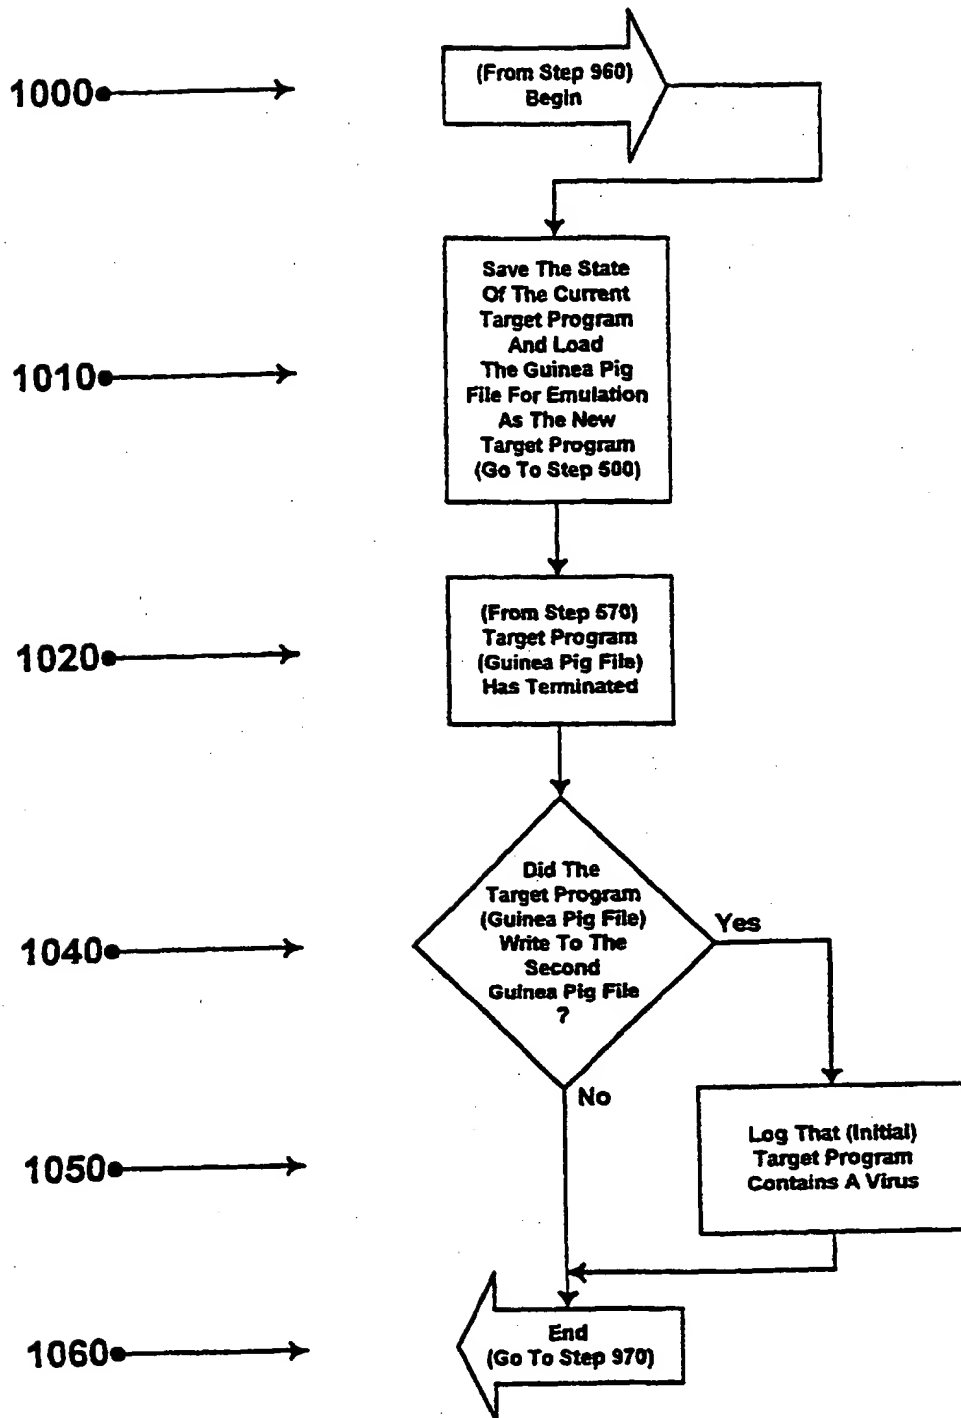 1000
(From Step 960)
Begin
1010
Save The State
Of The Current
Target Program
And Load
The Guinea Pig
File For Emulation
As The New
Target Program
(Go To Step 500)
1020
(From Step 570)
Target Program
(Guinea Pig File)
Has Terminated
1040
Did The
Target Program
(Guinea Pig File)
Write To The
Second
Guinea Pig File
?
Yes
No
1050
Log That (Initial)
Target Program
Contains A Virus
1060
End
(Go To Step 970)